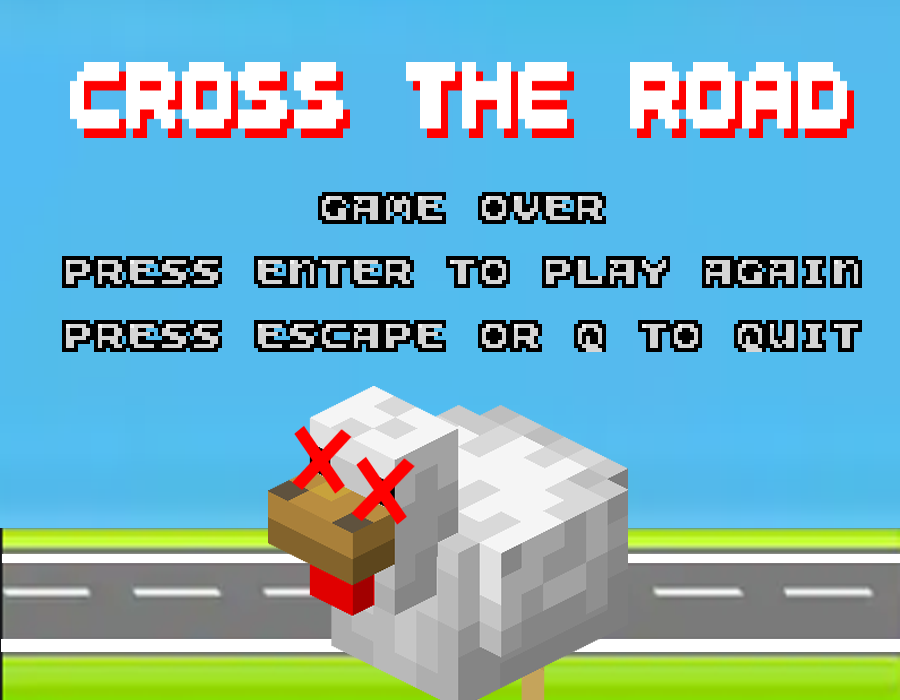 CROSS THE ROAD
GAME OVER
PRESS ENTER TO PLAY AGAIN
PRESS ESCAPE OR Q TO QUIT